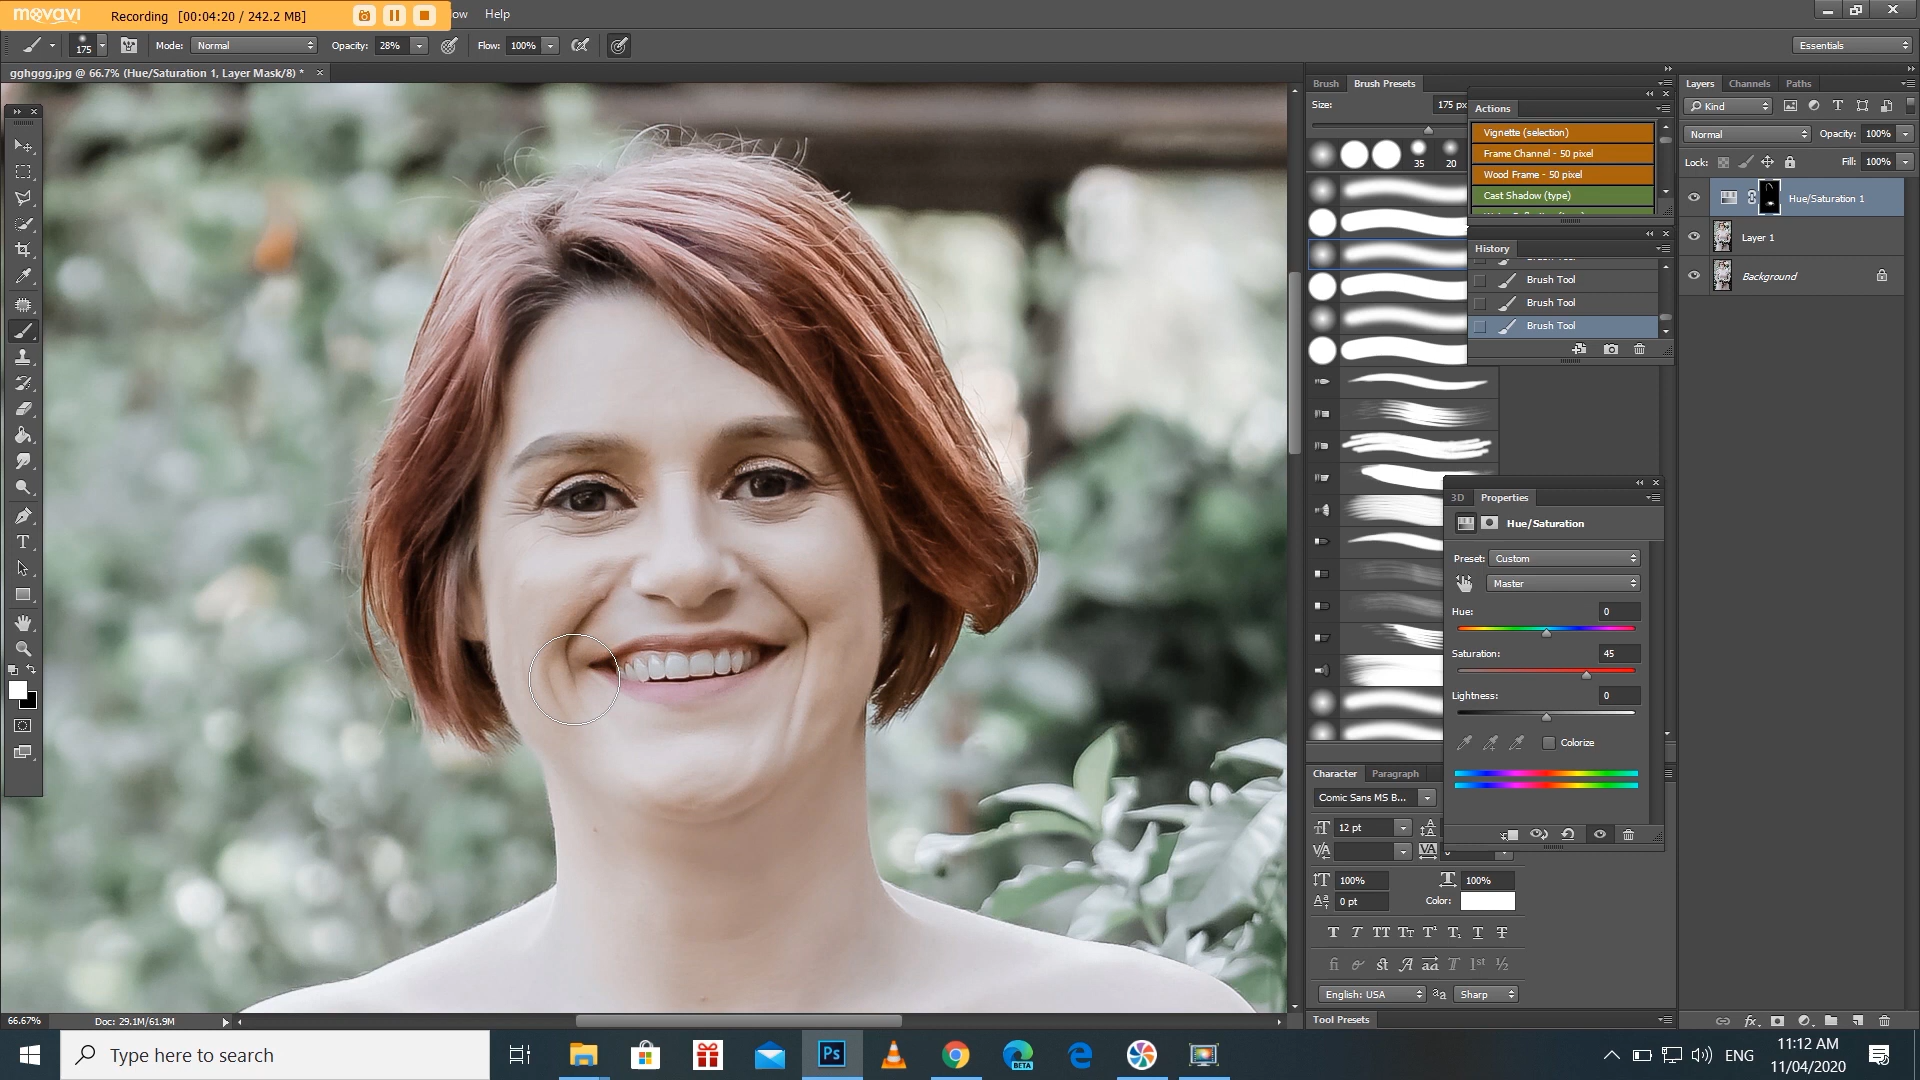 movavi
Recording [00:04:20 / 242.2 MB]
ow Help
175 Mode: Normal Opacity: 28% Flow: 100% Essentials
gghggg.jpg @ 66.7% (Hue/Saturation 1, Layer Mask/8) * ×
Brush Brush Presets
Size: 175 px
35 20
Actions
Vignette (selection)
Frame Channel - 50 pixel
Wood Frame - 50 pixel
Cast Shadow (type)
History
Brush Tool
Brush Tool
Brush Tool
Layers Channels Paths
Kind
Normal Opacity: 100%
Lock: Fill: 100%
Hue/Saturation 1
Layer 1
Background
3D Properties
Hue/Saturation
Preset: Custom
Master
Hue: 0
Saturation: 45
Lightness: 0
Colorize
Character Paragraph
Comic Sans MS B...
12 pt
100% 100%
0 pt Color:
English: USA Sharp
Tool Presets
66.67% Doc: 29.1M/61.9M
Type here to search
Ps
BETA
ENG
11:12 AM
11/04/2020